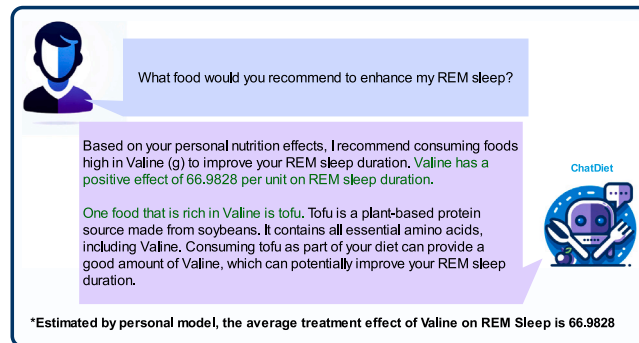 What food would you recommend to enhance my REM sleep?
Based on your personal nutrition effects, I recommend consuming foods
high in Valine (g) to improve your REM sleep duration. Valine has a
positive effect of 66.9828 per unit on REM sleep duration.
ChatDiet
One food that is rich in Valine is tofu. Tofu is a plant-based protein
source made from soybeans. It contains all essential amino acids,
including Valine. Consuming tofu as part of your diet can provide a
good amount of Valine, which can potentially improve your REM sleep
duration.
*Estimated by personal model, the average treatment effect of Valine on REM Sleep is 66.9828